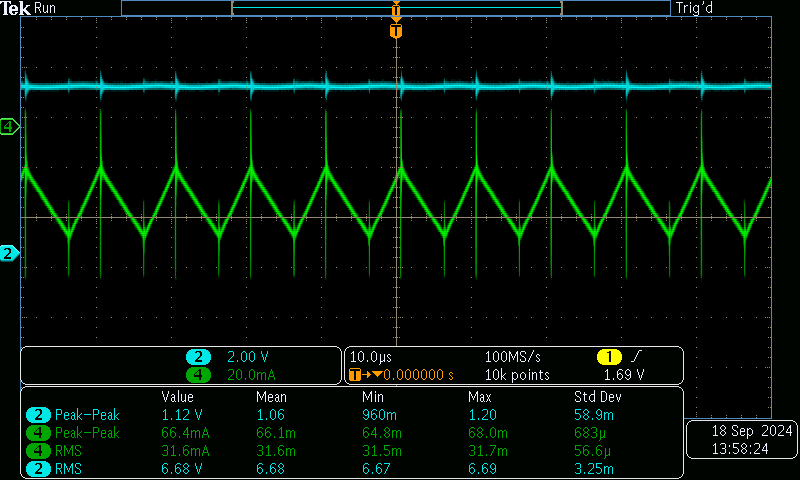 Tek Run Trig'd
T
T
4
2
2 2.00 V
4 20.0mA
10.0µs 100MS/s 1
T→▼0.000000 s 10k points 1.69 V
Value Mean Min Max Std Dev
2 Peak–Peak 1.12 V 1.06 960m 1.20 58.9m
4 Peak–Peak 66.4mA 66.1m 64.8m 68.0m 683µ
4 RMS 31.6mA 31.6m 31.5m 31.7m 56.6µ
2 RMS 6.68 V 6.68 6.67 6.69 3.25m
18 Sep 2024
13:58:24